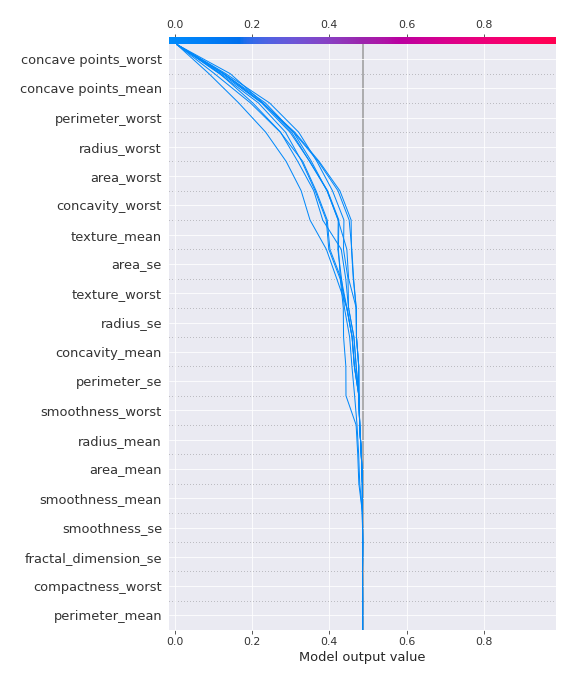 0.0 0.2 0.4 0.6 0.8
concave points_worst
concave points_mean
perimeter_worst
radius_worst
area_worst
concavity_worst
texture_mean
area_se
texture_worst
radius_se
concavity_mean
perimeter_se
smoothness_worst
radius_mean
area_mean
smoothness_mean
smoothness_se
fractal_dimension_se
compactness_worst
perimeter_mean
0.0 0.2 0.4 0.6 0.8
Model output value